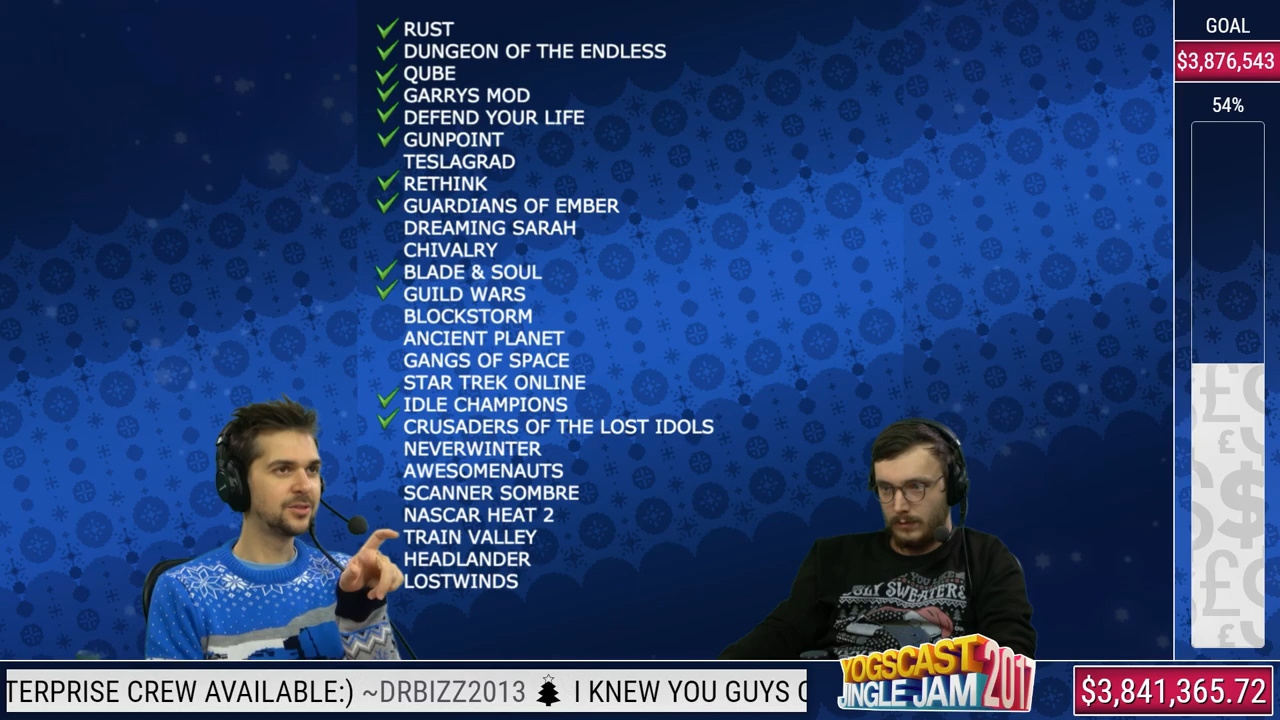 RUST
DUNGEON OF THE ENDLESS
QUBE
GARRYS MOD
DEFEND YOUR LIFE
GUNPOINT
TESLAGRAD
RETHINK
GUARDIANS OF EMBER
DREAMING SARAH
CHIVALRY
BLADE & SOUL
GUILD WARS
BLOCKSTORM
ANCIENT PLANET
GANGS OF SPACE
STAR TREK ONLINE
IDLE CHAMPIONS
CRUSADERS OF THE LOST IDOLS
NEVERWINTER
AWESOMENAUTS
SCANNER SOMBRE
NASCAR HEAT 2
TRAIN VALLEY
HEADLANDER
LOSTWINDS
GOAL
$3,876,543
54%
UGLY SWEATERS
TERPRISE CREW AVAILABLE:) ~DRBIZZ2013 I KNEW YOU GUYS
YOGSCAST
JINGLE JAM 2017
$3,841,365.72